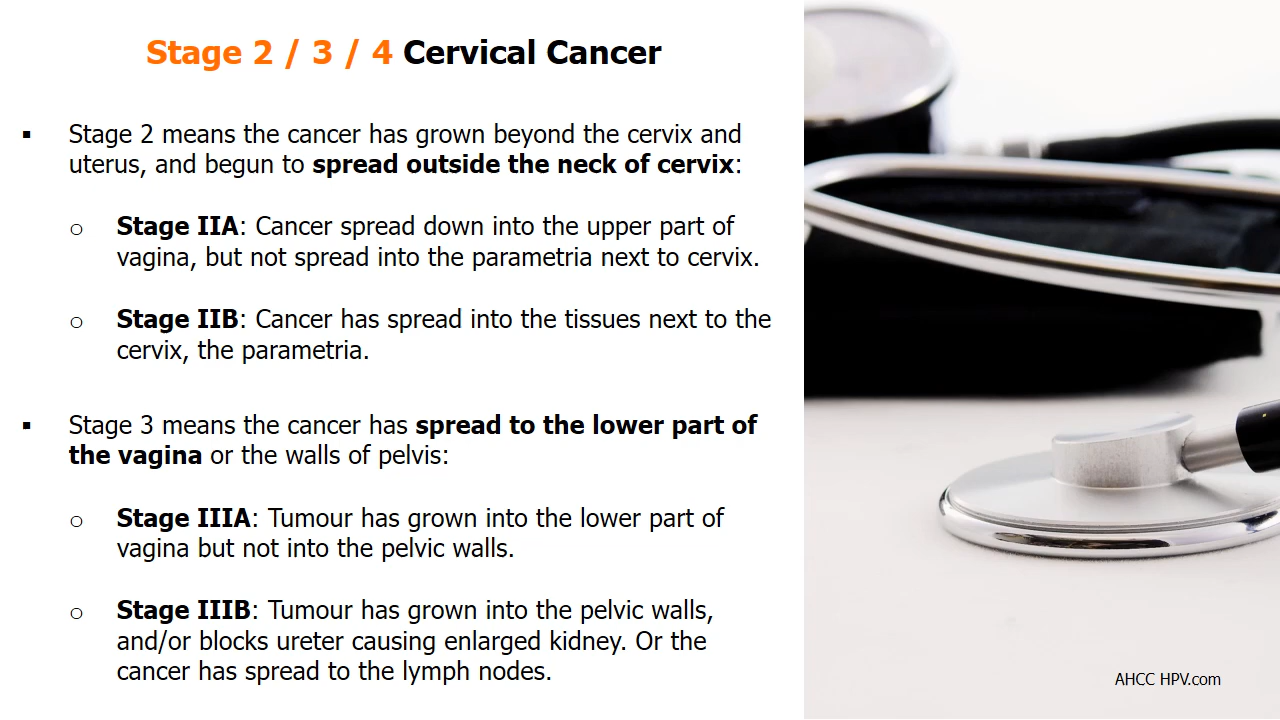 Stage 2 / 3 / 4 Cervical Cancer
▪ Stage 2 means the cancer has grown beyond the cervix and
uterus, and begun to spread outside the neck of cervix:
o Stage IIA: Cancer spread down into the upper part of
vagina, but not spread into the parametria next to cervix.
o Stage IIB: Cancer has spread into the tissues next to the
cervix, the parametria.
▪ Stage 3 means the cancer has spread to the lower part of
the vagina or the walls of pelvis:
o Stage IIIA: Tumour has grown into the lower part of
vagina but not into the pelvic walls.
o Stage IIIB: Tumour has grown into the pelvic walls,
and/or blocks ureter causing enlarged kidney. Or the
cancer has spread to the lymph nodes.
AHCC HPV.com